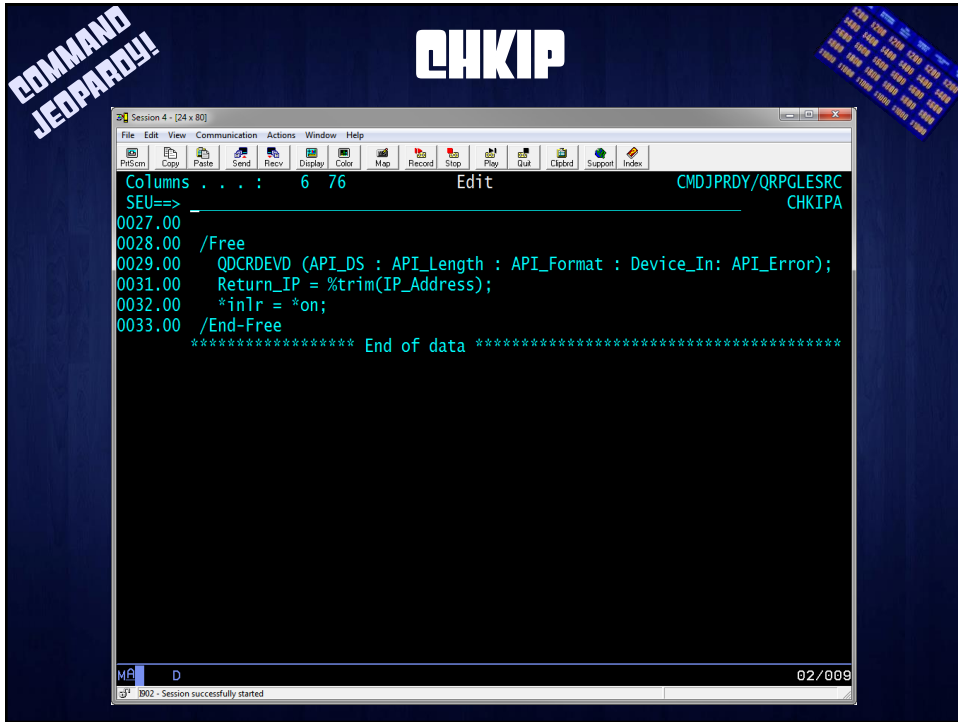 COMMAND
JEOPARDY!
CHKIP
Session 4 - [24 x 80]
File Edit View Communication Actions Window Help
PrtScrn Copy Paste Send Recv Display Color Map Record Stop Play Quit Clipbrd Support Index
Columns . . . : 6 76 Edit CMDJPRDY/QRPGLESRC
SEU==> CHKIPA
0027.00
0028.00 /Free
0029.00 QDCRDEVD (API_DS : API_Length : API_Format : Device_In: API_Error);
0031.00 Return_IP = %trim(IP_Address);
0032.00 *inlr = *on;
0033.00 /End-Free
****************** End of data ****************************************
MA D 02/009
I902 - Session successfully started